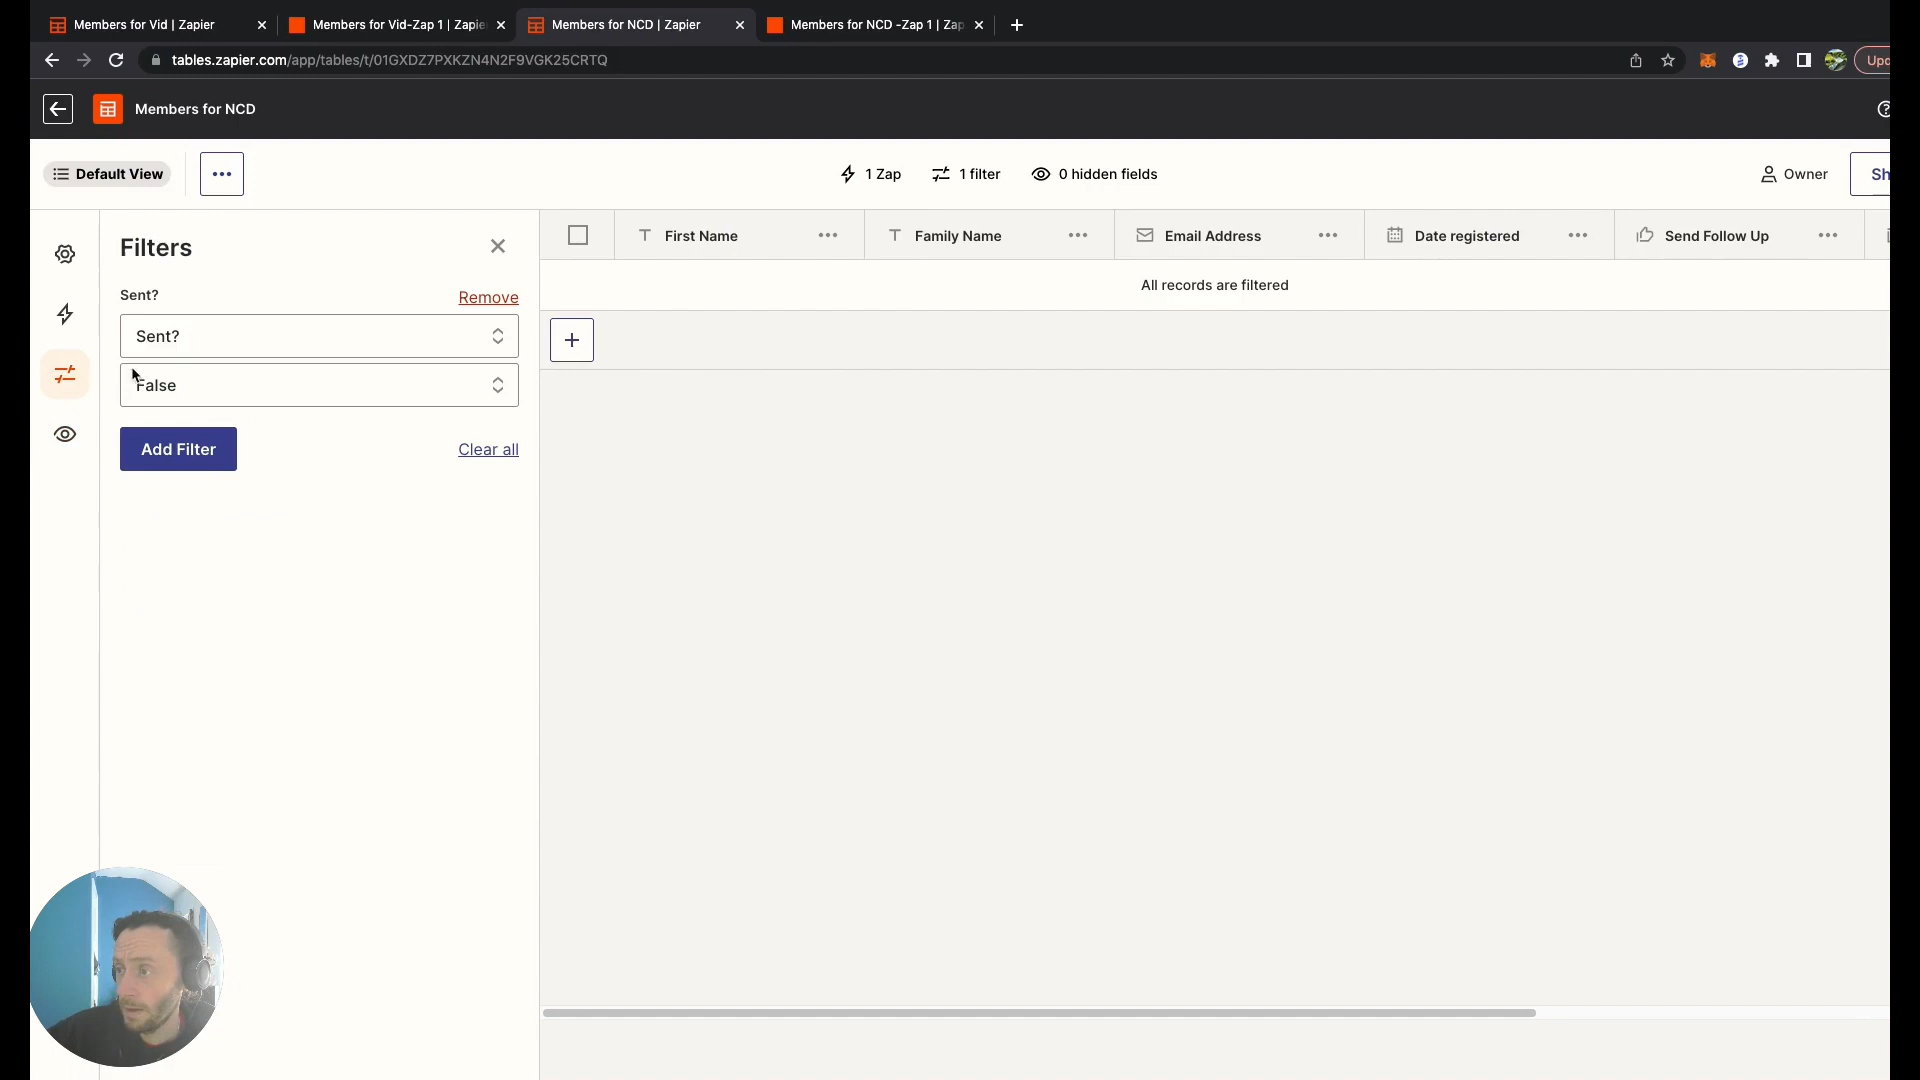 Members for Vid | Zapier
Members for Vid-Zap 1 | Zapie
Members for NCD | Zapier
Members for NCD -Zap 1 | Zap
tables.zapier.com/app/tables/t/01GXDZ7PXKZN4N2F9VGK25CRTQ
Upd
Members for NCD
Default View
1 Zap
1 filter
0 hidden fields
Owner
Sh
Filters
First Name
Family Name
Email Address
Date registered
Send Follow Up
Sent?
Remove
All records are filtered
Sent?
False
Add Filter
Clear all